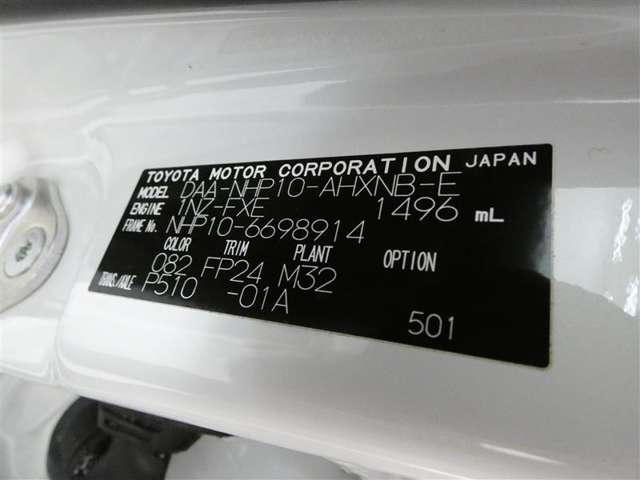 TOYOTA MOTOR CORPORATION JAPAN
MODEL DAA-NHP10-AHXNB-E
ENGINE 1NZ-FXE 1496 mL
FRAME No. NHP10-6698914
COLOR TRIM PLANT OPTION
082 FP24 M32
TRANS./AXLE P510 -01A
501